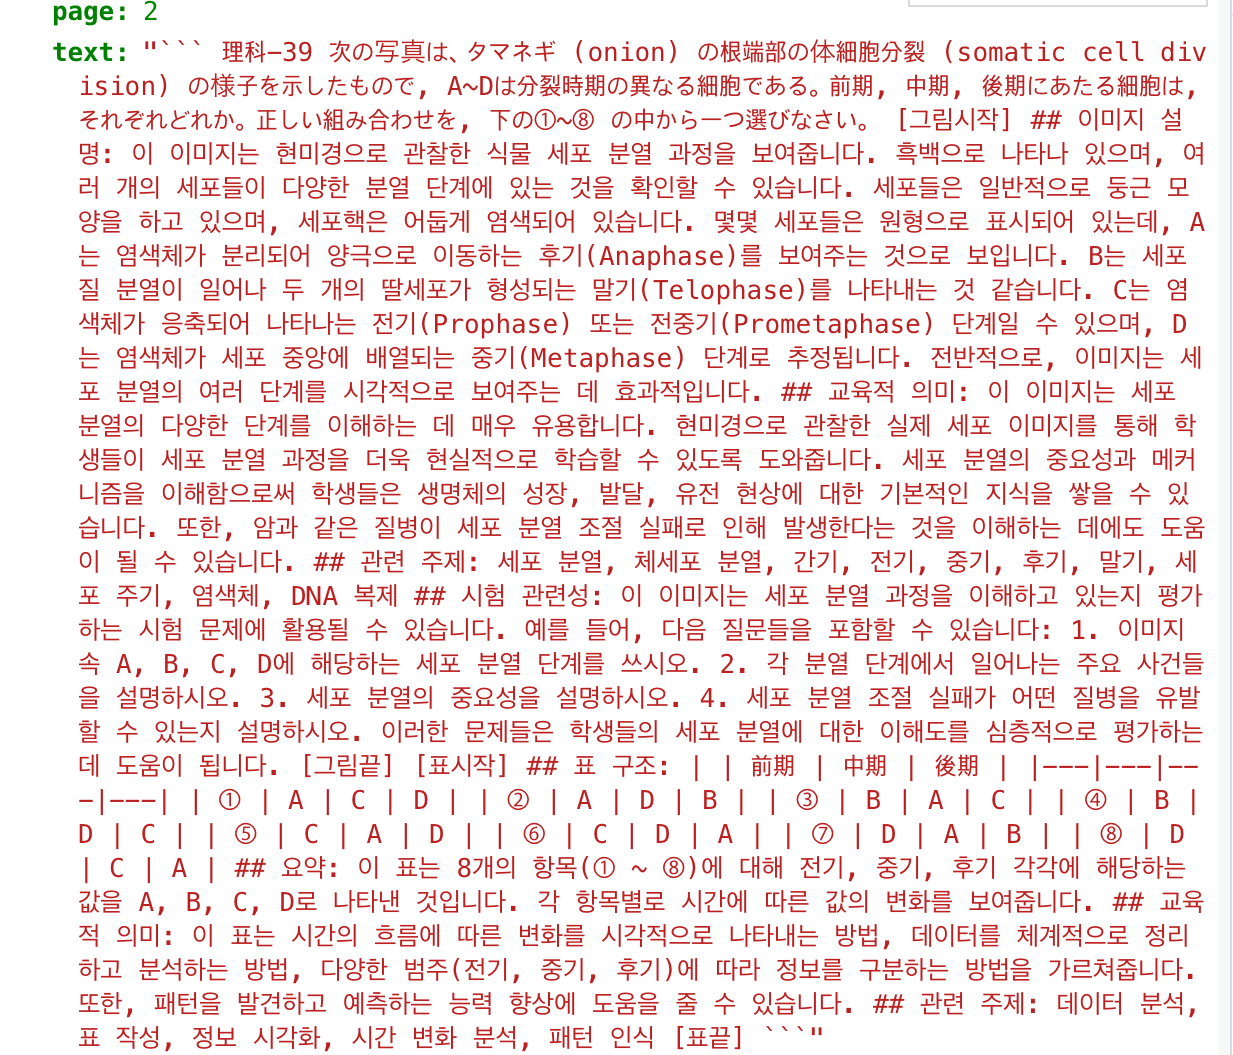 page: 2
text: "``` 理科−39 次の写真は、タマネギ (onion) の根端部の体細胞分裂 (somatic cell div
ision) の様子を示したもので, A~Dは分裂時期の異なる細胞である。前期, 中期, 後期にあたる細胞は,
それぞれどれか。正しい組み合わせを, 下の①~⑧ の中から一つ選びなさい。 [그림시작] ## 이미지 설
명: 이 이미지는 현미경으로 관찰한 식물 세포 분열 과정을 보여줍니다. 흑백으로 나타나 있으며, 여
러 개의 세포들이 다양한 분열 단계에 있는 것을 확인할 수 있습니다. 세포들은 일반적으로 둥근 모
양을 하고 있으며, 세포핵은 어둡게 염색되어 있습니다. 몇몇 세포들은 원형으로 표시되어 있는데, A
는 염색체가 분리되어 양극으로 이동하는 후기(Anaphase)를 보여주는 것으로 보입니다. B는 세포
질 분열이 일어나 두 개의 딸세포가 형성되는 말기(Telophase)를 나타내는 것 같습니다. C는 염
색체가 응축되어 나타나는 전기(Prophase) 또는 전중기(Prometaphase) 단계일 수 있으며, D
는 염색체가 세포 중앙에 배열되는 중기(Metaphase) 단계로 추정됩니다. 전반적으로, 이미지는 세
포 분열의 여러 단계를 시각적으로 보여주는 데 효과적입니다. ## 교육적 의미: 이 이미지는 세포
분열의 다양한 단계를 이해하는 데 매우 유용합니다. 현미경으로 관찰한 실제 세포 이미지를 통해 학
생들이 세포 분열 과정을 더욱 현실적으로 학습할 수 있도록 도와줍니다. 세포 분열의 중요성과 메커
니즘을 이해함으로써 학생들은 생명체의 성장, 발달, 유전 현상에 대한 기본적인 지식을 쌓을 수 있
습니다. 또한, 암과 같은 질병이 세포 분열 조절 실패로 인해 발생한다는 것을 이해하는 데에도 도움
이 될 수 있습니다. ## 관련 주제: 세포 분열, 체세포 분열, 간기, 전기, 중기, 후기, 말기, 세
포 주기, 염색체, DNA 복제 ## 시험 관련성: 이 이미지는 세포 분열 과정을 이해하고 있는지 평가
하는 시험 문제에 활용될 수 있습니다. 예를 들어, 다음 질문들을 포함할 수 있습니다: 1. 이미지
속 A, B, C, D에 해당하는 세포 분열 단계를 쓰시오. 2. 각 분열 단계에서 일어나는 주요 사건들
을 설명하시오. 3. 세포 분열의 중요성을 설명하시오. 4. 세포 분열 조절 실패가 어떤 질병을 유발
할 수 있는지 설명하시오. 이러한 문제들은 학생들의 세포 분열에 대한 이해도를 심층적으로 평가하는
데 도움이 됩니다. [그림끝] [표시작] ## 표 구조: | | 前期 | 中期 | 後期 | |---|---|--
-|---| | ① | A | C | D | | ② | A | D | B | | ③ | B | A | C | | ④ | B |
D | C | | ⑤ | C | A | D | | ⑥ | C | D | A | | ⑦ | D | A | B | | ⑧ | D
| C | A | ## 요약: 이 표는 8개의 항목(① ~ ⑧)에 대해 전기, 중기, 후기 각각에 해당하는
값을 A, B, C, D로 나타낸 것입니다. 각 항목별로 시간에 따른 값의 변화를 보여줍니다. ## 교육
적 의미: 이 표는 시간의 흐름에 따른 변화를 시각적으로 나타내는 방법, 데이터를 체계적으로 정리
하고 분석하는 방법, 다양한 범주(전기, 중기, 후기)에 따라 정보를 구분하는 방법을 가르쳐줍니다.
또한, 패턴을 발견하고 예측하는 능력 향상에 도움을 줄 수 있습니다. ## 관련 주제: 데이터 분석,
표 작성, 정보 시각화, 시간 변화 분석, 패턴 인식 [표끝] ```"